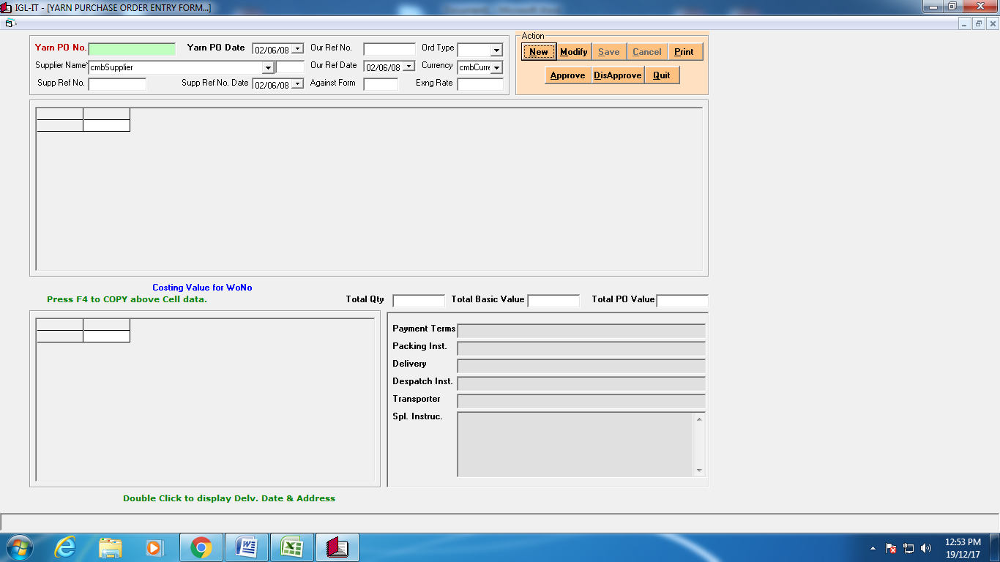 IGL-IT - [YARN PURCHASE ORDER ENTRY FORM...]
Action
Yarn PO No. Yarn PO Date 02/06/08 Our Ref No. Ord Type
New Modify Save Cancel Print
Supplier Name* cmbSupplier Our Ref Date 02/06/08 Currency cmbCurre
Approve DisApprove Quit
Supp Ref No. Supp Ref No. Date 02/06/08 Against Form Exng Rate
Costing Value for WoNo
Press F4 to COPY above Cell data. Total Qty Total Basic Value Total PO Value
Payment Terms
Packing Inst.
Delivery
Despatch Inst.
Transporter
Spl. Instruc.
Double Click to display Delv. Date & Address
12:53 PM
19/12/17